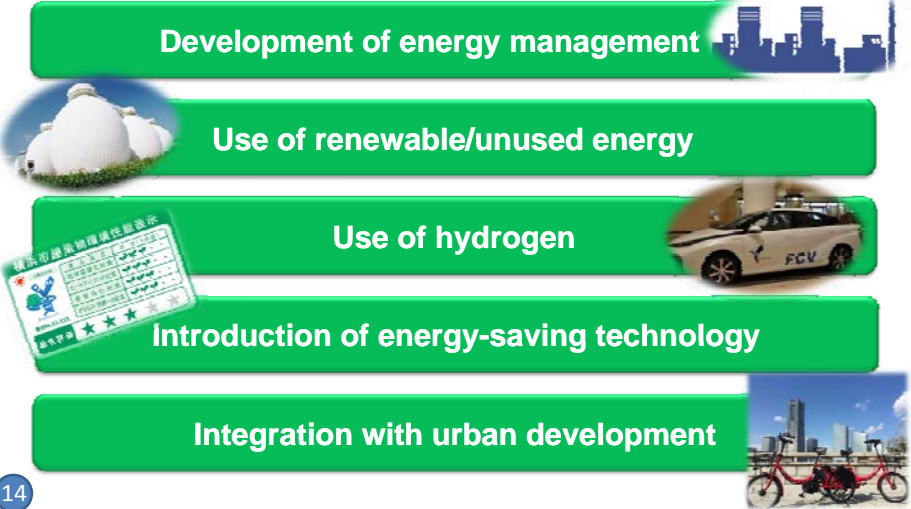 Development of energy management
Use of renewable/unused energy
Use of hydrogen
FCV
横浜市建築物環境性能表示
Introduction of energy-saving technology
Integration with urban development
14